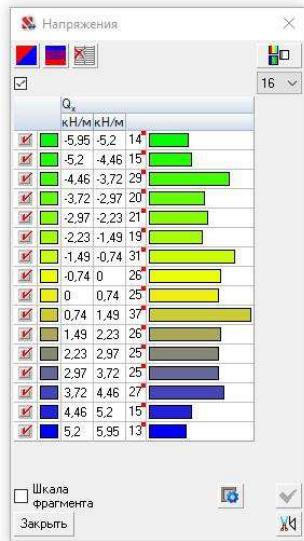 Напряжения
16
Qx
кН/м кН/м
-5,95 -5,2 14
-5,2 -4,46 15
-4,46 -3,72 29
-3,72 -2,97 20
-2,97 -2,23 21
-2,23 -1,49 19
-1,49 -0,74 31
-0,74 0 26
0 0,74 25
0,74 1,49 37
1,49 2,23 26
2,23 2,97 25
2,97 3,72 25
3,72 4,46 27
4,46 5,2 15
5,2 5,95 13
Шкала
фрагмента
Закрыть